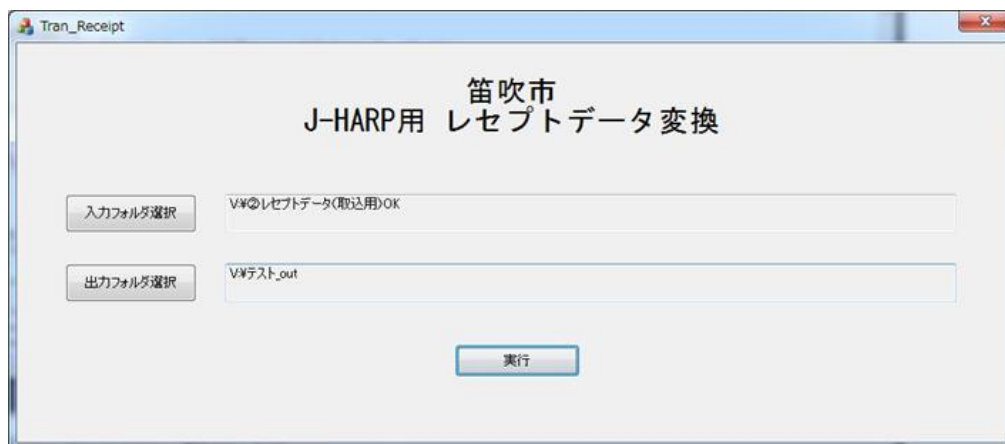 Tran_Receipt
笛吹市
J-HARP用 レセプトデータ変換
入力フォルダ選択
V:¥②レセプトデータ(取込用)OK
出力フォルダ選択
V:¥テスト_out
実行